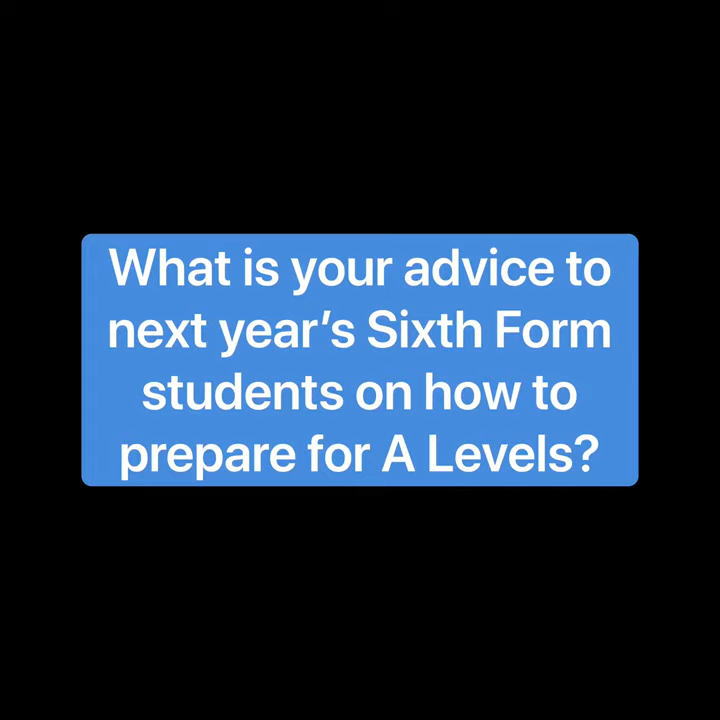 What is your advice to
next year’s Sixth Form
students on how to
prepare for A Levels?